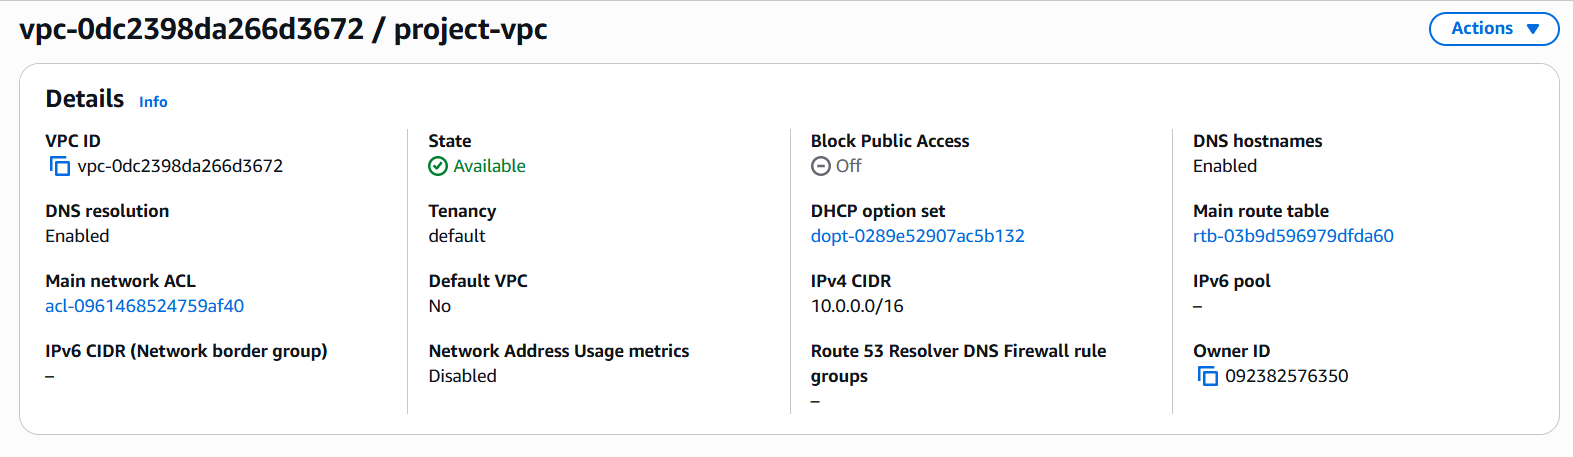 vpc-0dc2398da266d3672 / project-vpc
Actions
Details Info
VPC ID
vpc-0dc2398da266d3672
State
Available
Block Public Access
Off
DNS hostnames
Enabled
DNS resolution
Enabled
Tenancy
default
DHCP option set
dopt-0289e52907ac5b132
Main route table
rtb-03b9d596979dfda60
Main network ACL
acl-0961468524759af40
Default VPC
No
IPv4 CIDR
10.0.0.0/16
IPv6 pool
–
IPv6 CIDR (Network border group)
–
Network Address Usage metrics
Disabled
Route 53 Resolver DNS Firewall rule
groups
–
Owner ID
092382576350